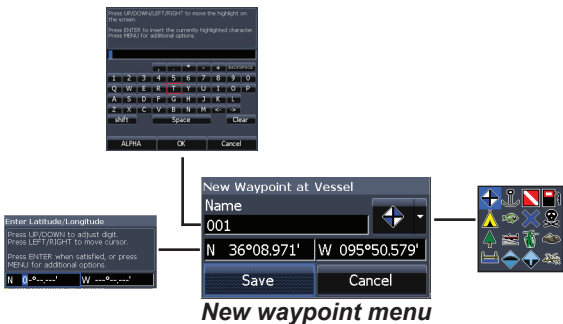 Press UP/DOWN/LEFT/RIGHT to move the highlight on
the screen.
Press ENTER to insert the currently highlighted character
Press MENU for additional options.
, . * - + BACKSPACE
1 2 3 4 5 6 7 8 9 0
Q W E R T Y U I O P
A S D F G H J K L
Z X C V B N M <- ->
shift Space Clear
ALPHA OK Cancel
New Waypoint at Vessel
Name
001
N 36°08.971' W 095°50.579'
Save Cancel
Enter Latitude/Longitude
Press UP/DOWN to adjust digit.
Press LEFT/RIGHT to move cursor.
Press ENTER when satisfied, or press
MENU for additional options.
N 0-°--.---' W ---°--.---'
New waypoint menu